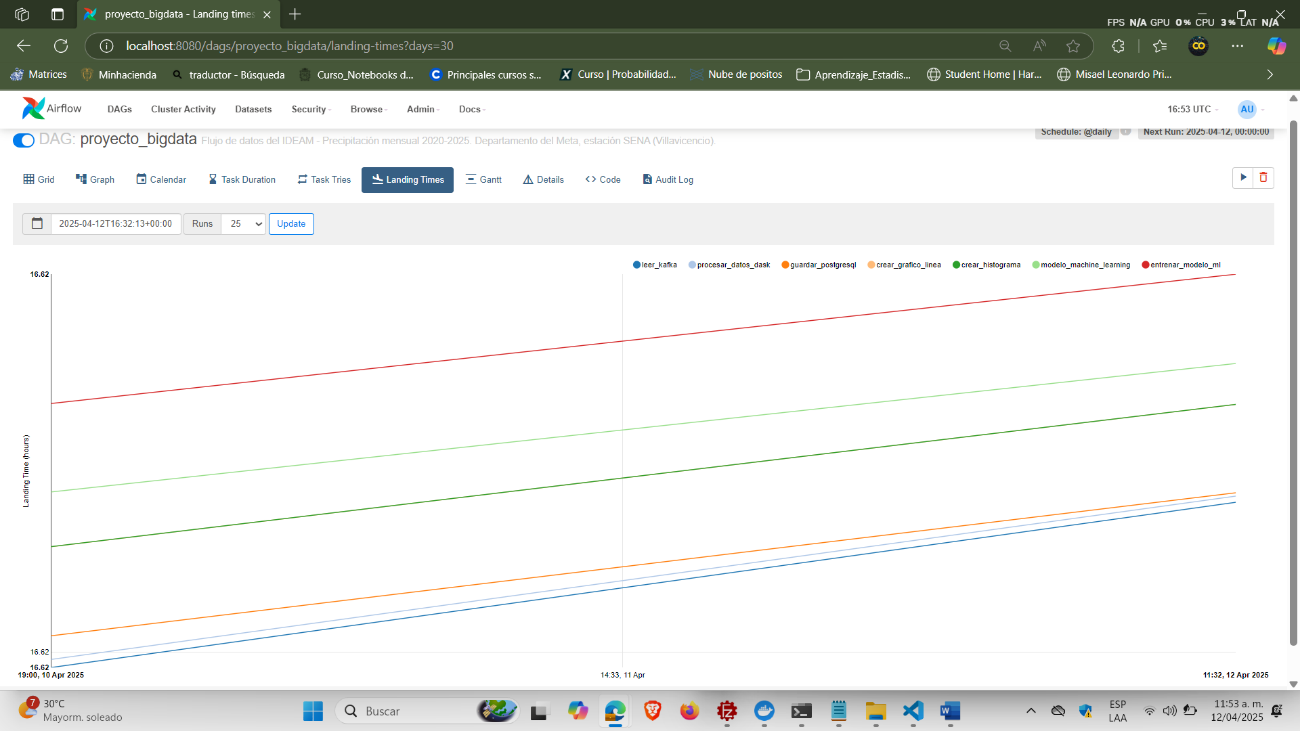 proyecto_bigdata - Landing times
FPS N/A GPU 0% CPU 3% LAT N/A
localhost:8080/dags/proyecto_bigdata/landing-times?days=30
Matrices Minhacienda traductor - Búsqueda Curso_Notebooks d... Principales cursos s... Curso | Probabilidad... Nube de positos Aprendizaje_Estadis... Student Home | Har... Misael Leonardo Pri...
Airflow DAGs Cluster Activity Datasets Security Browse Admin Docs 16:53 UTC AU
DAG: proyecto_bigdata Flujo de datos del IDEAM - Precipitación mensual 2020-2025. Departamento del Meta, estación SENA (Villavicencio)
Schedule: @daily Next Run: 2025-04-12, 00:00:00
Grid Graph Calendar Task Duration Task Tries Landing Times Gantt Details Code Audit Log
2025-04-12T16:32:13+00:00 Runs 25 Update
leer_kafka procesar_datos_dask guardar_postgresql crear_grafico_linea crear_histograma modelo_machine_learning entrenar_modelo_ml
16.62
Landing Time (hours)
16.62
16.62
19:00, 10 Apr 2025 14:33, 11 Apr 11:32, 12 Apr 2025
7 30°C
Mayorm. soleado
Buscar
ESP
LAA
11:53 a. m.
12/04/2025